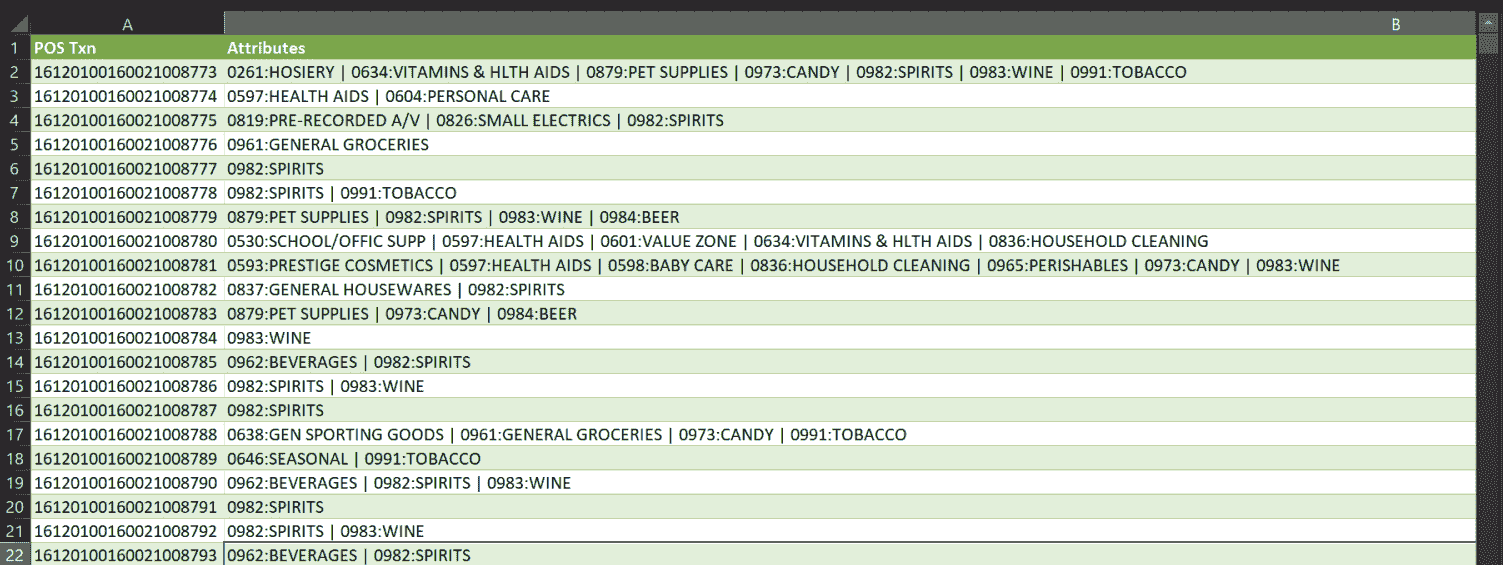 A B
1 POS Txn Attributes
2 16120100160021008773 0261:HOSIERY | 0634:VITAMINS & HLTH AIDS | 0879:PET SUPPLIES | 0973:CANDY | 0982:SPIRITS | 0983:WINE | 0991:TOBACCO
3 16120100160021008774 0597:HEALTH AIDS | 0604:PERSONAL CARE
4 16120100160021008775 0819:PRE-RECORDED A/V | 0826:SMALL ELECTRICS | 0982:SPIRITS
5 16120100160021008776 0961:GENERAL GROCERIES
6 16120100160021008777 0982:SPIRITS
7 16120100160021008778 0982:SPIRITS | 0991:TOBACCO
8 16120100160021008779 0879:PET SUPPLIES | 0982:SPIRITS | 0983:WINE | 0984:BEER
9 16120100160021008780 0530:SCHOOL/OFFIC SUPP | 0597:HEALTH AIDS | 0601:VALUE ZONE | 0634:VITAMINS & HLTH AIDS | 0836:HOUSEHOLD CLEANING
10 16120100160021008781 0593:PRESTIGE COSMETICS | 0597:HEALTH AIDS | 0598:BABY CARE | 0836:HOUSEHOLD CLEANING | 0965:PERISHABLES | 0973:CANDY | 0983:WINE
11 16120100160021008782 0837:GENERAL HOUSEWARES | 0982:SPIRITS
12 16120100160021008783 0879:PET SUPPLIES | 0973:CANDY | 0984:BEER
13 16120100160021008784 0983:WINE
14 16120100160021008785 0962:BEVERAGES | 0982:SPIRITS
15 16120100160021008786 0982:SPIRITS | 0983:WINE
16 16120100160021008787 0982:SPIRITS
17 16120100160021008788 0638:GEN SPORTING GOODS | 0961:GENERAL GROCERIES | 0973:CANDY | 0991:TOBACCO
18 16120100160021008789 0646:SEASONAL | 0991:TOBACCO
19 16120100160021008790 0962:BEVERAGES | 0982:SPIRITS | 0983:WINE
20 16120100160021008791 0982:SPIRITS
21 16120100160021008792 0982:SPIRITS | 0983:WINE
22 16120100160021008793 0962:BEVERAGES | 0982:SPIRITS